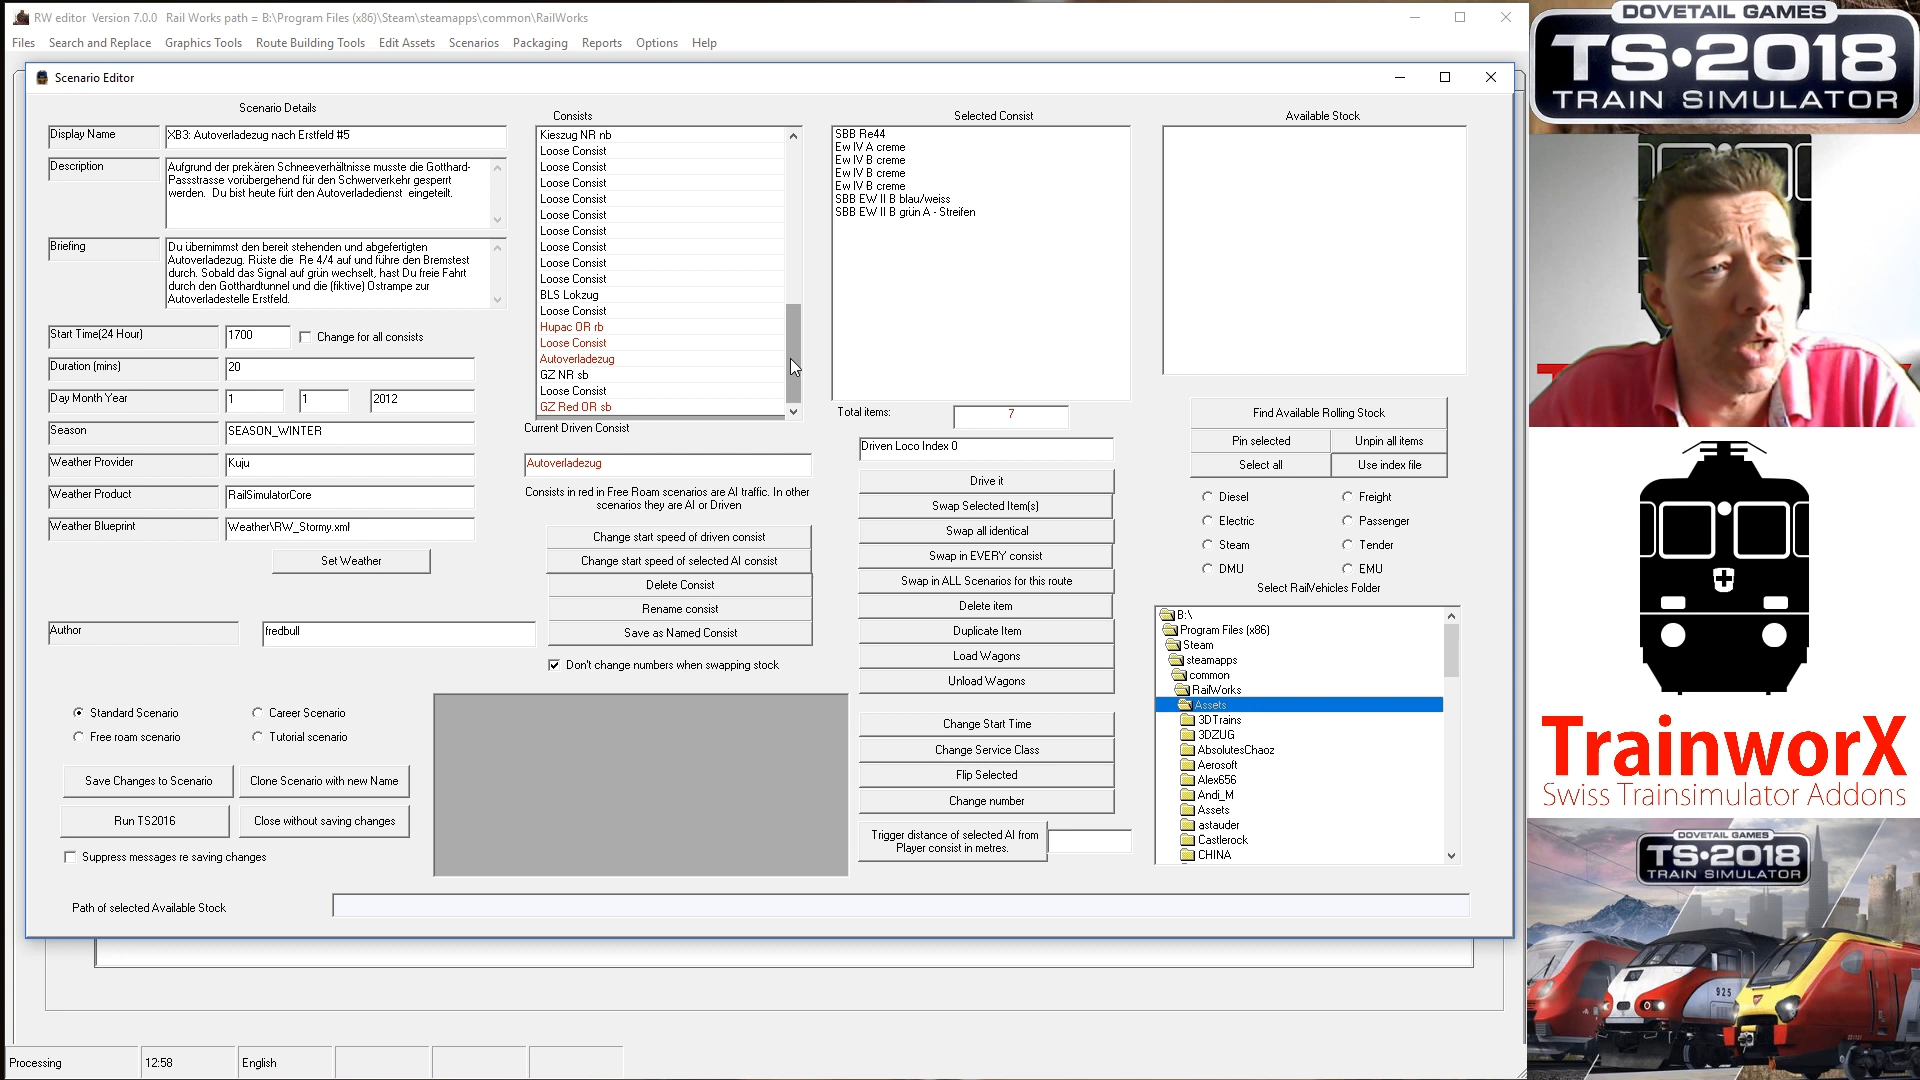 RW editor Version 7.0.0 Rail Works path = B:\Program Files (x86)\Steam\steamapps\common\RailWorks
Files Search and Replace Graphics Tools Route Building Tools Edit Assets Scenarios Packaging Reports Options Help
Scenario Editor
Scenario Details
Display Name
XB3: Autoverladezug nach Erstfeld #5
Description
Aufgrund der prekären Schneeverhältnisse musste die Gotthard-
Passstrasse vorübergehend für den Schwerverkehr gesperrt
werden. Du bist heute fürt den Autoverladedienst eingeteilt.
Briefing
Du übernimmst den bereit stehenden und abgefertigten
Autoverladezug. Rüste die Re 4/4 auf und führe den Bremstest
durch. Sobald das Signal auf grün wechselt, hast Du freie Fahrt
durch den Gotthardtunnel und die (fiktive) Ostrampe zur
Autoverladestelle Erstfeld.
Start Time(24 Hour)
1700
Change for all consists
Duration (mins)
20
Day Month Year
1
1
2012
Season
SEASON_WINTER
Weather Provider
Kuju
Weather Product
RailSimulatorCore
Weather Blueprint
Weather\RW_Stormy.xml
Set Weather
Author
fredbull
Standard Scenario
Career Scenario
Free roam scenario
Tutorial scenario
Save Changes to Scenario
Clone Scenario with new Name
Run TS2016
Close without saving changes
Suppress messages re saving changes
Path of selected Available Stock
Consists
Kieszug NR nb
Loose Consist
Loose Consist
Loose Consist
Loose Consist
Loose Consist
Loose Consist
Loose Consist
Loose Consist
Loose Consist
BLS Lokzug
Loose Consist
Hupac OR rb
Loose Consist
Autoverladezug
GZ NR sb
Loose Consist
GZ Red OR sb
Current Driven Consist
Autoverladezug
Consists in red in Free Roam scenarios are AI traffic. In other
scenarios they are AI or Driven
Change start speed of driven consist
Change start speed of selected AI consist
Delete Consist
Rename consist
Save as Named Consist
Don't change numbers when swapping stock
Selected Consist
SBB Re44
Ew IV A creme
Ew IV B creme
Ew IV B creme
Ew IV B creme
SBB EW II B blau/weiss
SBB EW II B grün A - Streifen
Total items:
7
Driven Loco Index 0
Drive it
Swap Selected Item(s)
Swap all identical
Swap in EVERY consist
Swap in ALL Scenarios for this route
Delete item
Duplicate Item
Load Wagons
Unload Wagons
Change Start Time
Change Service Class
Flip Selected
Change number
Trigger distance of selected AI from
Player consist in metres.
Available Stock
Find Available Rolling Stock
Pin selected
Unpin all items
Select all
Use index file
Diesel
Freight
Electric
Passenger
Steam
Tender
DMU
EMU
Select RailVehicles Folder
B:\
Program Files (x86)
Steam
steamapps
common
RailWorks
Assets
3DTrains
3DZUG
AbsolutesChaoz
Aerosoft
Alex656
Andi_M
Assets
astauder
Castlerock
CHINA
Processing
12:58
English
DOVETAIL GAMES
TS•2018
TRAIN SIMULATOR
TrainworX
Swiss Trainsimulator Addons
DOVETAIL GAMES
TS•2018
TRAIN SIMULATOR
925